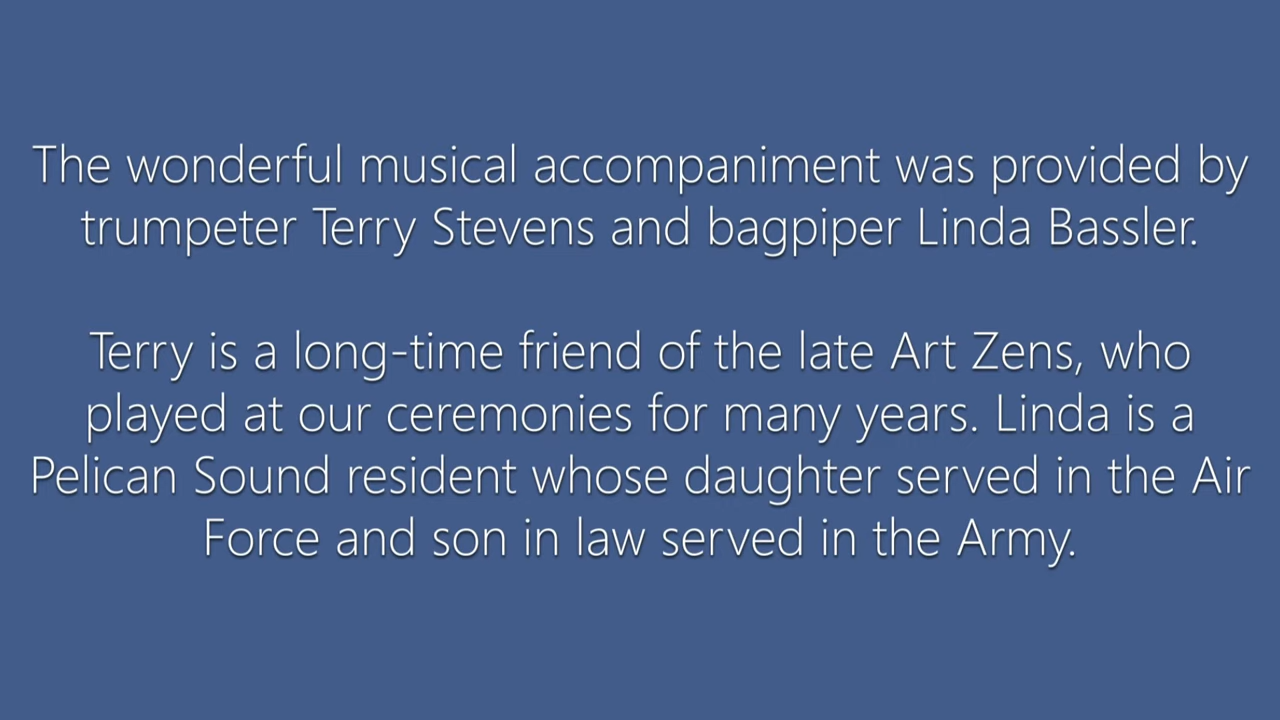 The wonderful musical accompaniment was provided by
trumpeter Terry Stevens and bagpiper Linda Bassler.
Terry is a long-time friend of the late Art Zens, who
played at our ceremonies for many years. Linda is a
Pelican Sound resident whose daughter served in the Air
Force and son in law served in the Army.